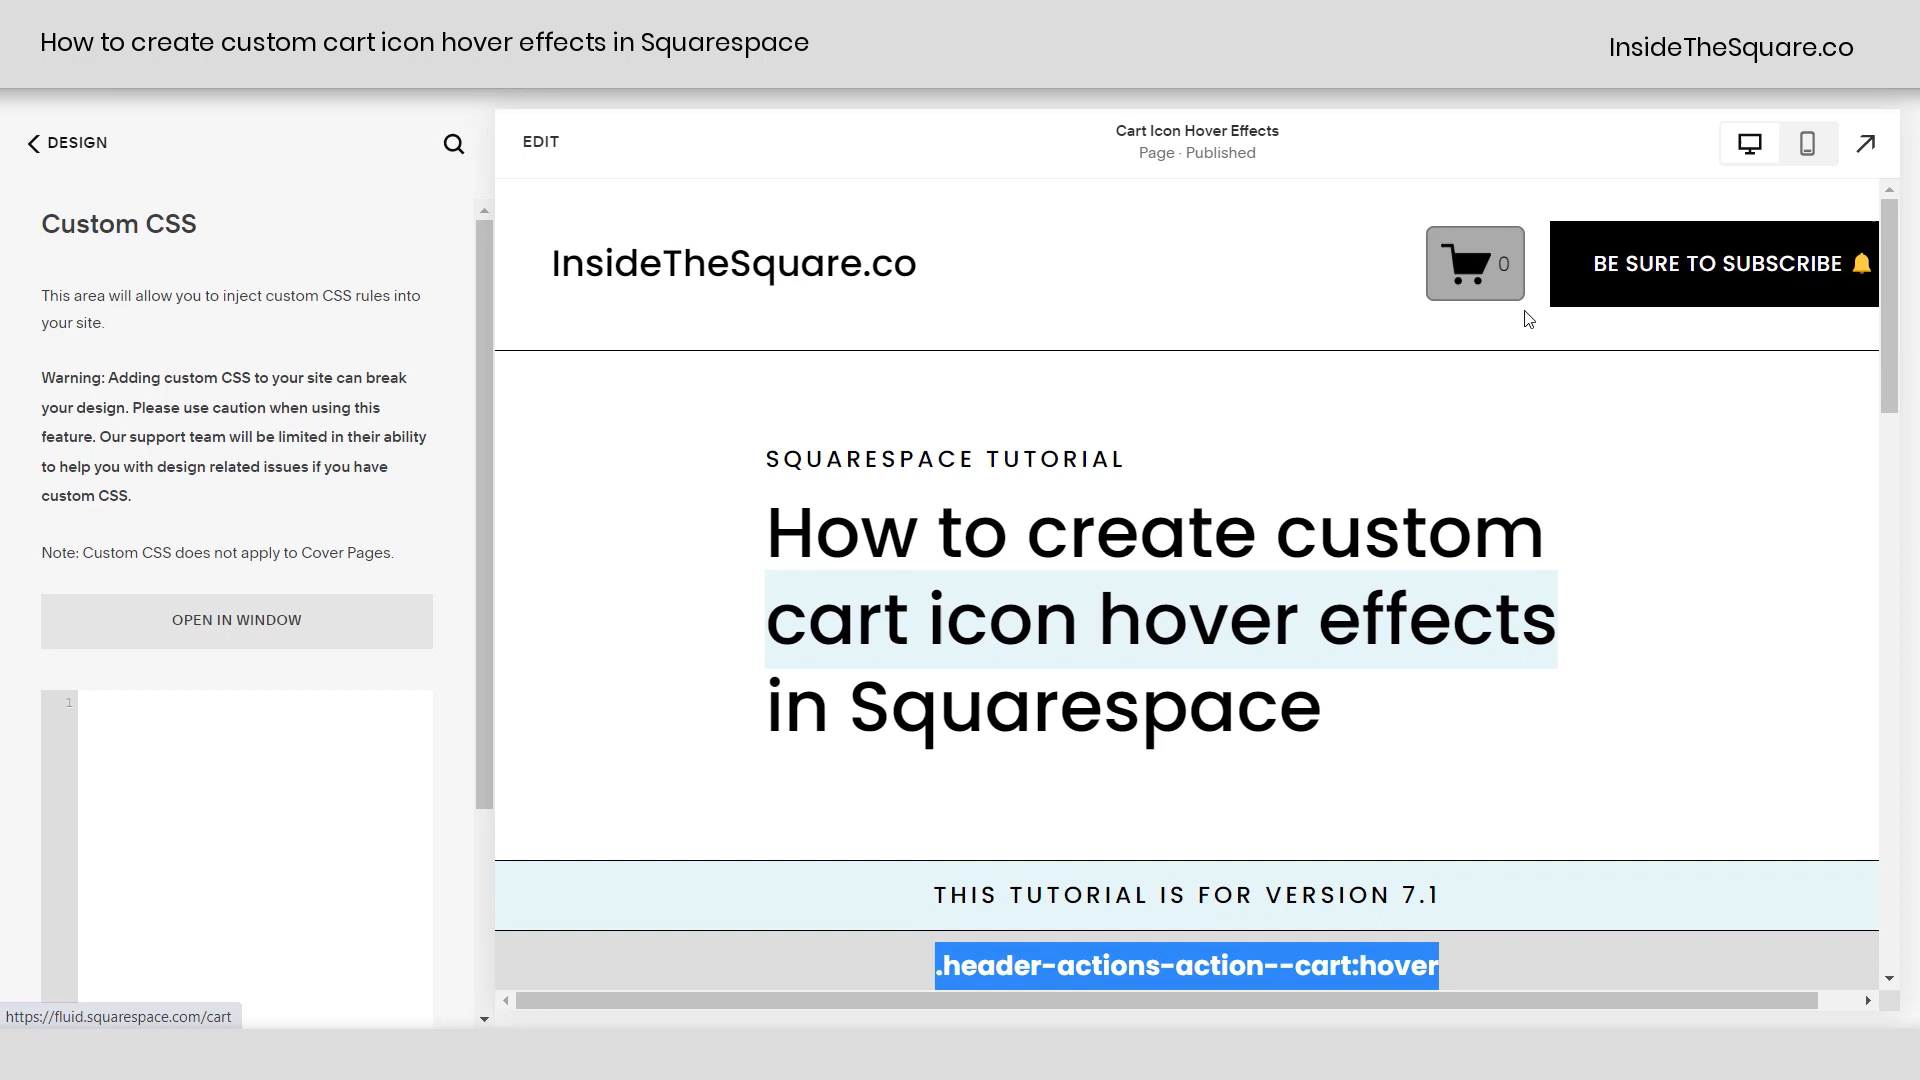 How to create custom cart icon hover effects in Squarespace
InsideTheSquare.co
DESIGN
EDIT
Cart Icon Hover Effects
Page · Published
Custom CSS
This area will allow you to inject custom CSS rules into
your site.
Warning: Adding custom CSS to your site can break
your design. Please use caution when using this
feature. Our support team will be limited in their ability
to help you with design related issues if you have
custom CSS.
Note: Custom CSS does not apply to Cover Pages.
OPEN IN WINDOW
1
https://fluid.squarespace.com/cart
InsideTheSquare.co
0
BE SURE TO SUBSCRIBE 🔔
SQUARESPACE TUTORIAL
How to create custom
cart icon hover effects
in Squarespace
THIS TUTORIAL IS FOR VERSION 7.1
.header-actions-action--cart:hover